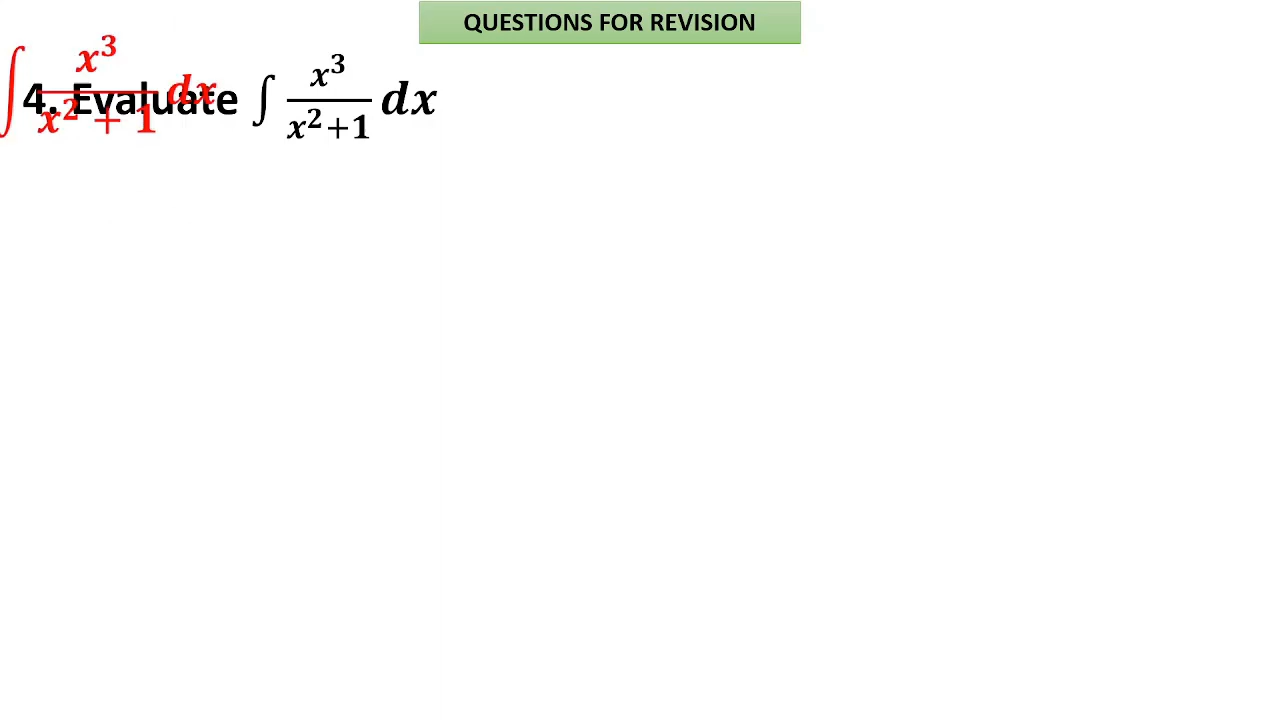 QUESTIONS FOR REVISION
4. Evaluate ∫ x³/(x²+1) dx
∫ x³/(x² + 1) dx